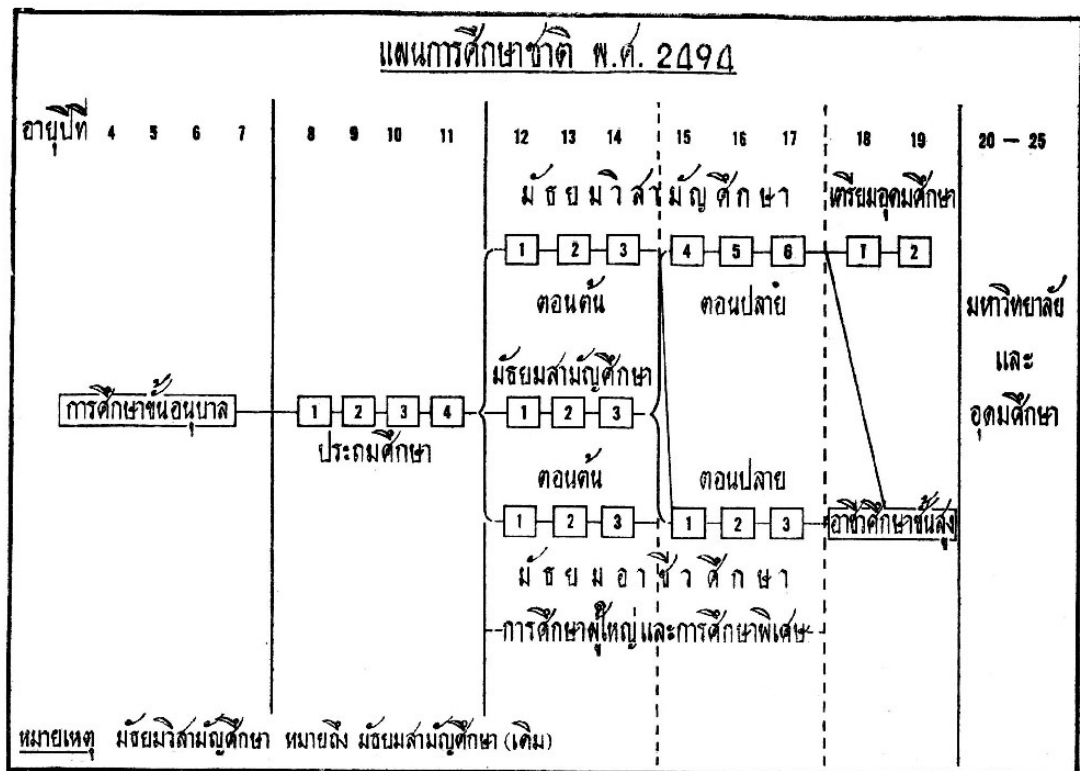 แผนการศึกษาชาติ พ.ศ. 2494
อายุปีที่ 4 5 6 7 8 9 10 11 12 13 14 15 16 17 18 19 20 — 25
มัธยมวิสามัญศึกษา เตรียมอุดมศึกษา
1 2 3 4 5 6 1 2
ตอนต้น ตอนปลาย
มหาวิทยาลัย
และ
อุดมศึกษา
มัธยมสามัญศึกษา
การศึกษาขั้นอนุบาล 1 2 3 4 1 2 3
ประถมศึกษา
ตอนต้น ตอนปลาย
1 2 3 1 2 3 อาชีวศึกษาชั้นสูง
มัธยมอาชีวศึกษา
การศึกษาผู้ใหญ่และการศึกษาพิเศษ
หมายเหตุ มัธยมวิสามัญศึกษา หมายถึง มัธยมสามัญศึกษา (เดิม)